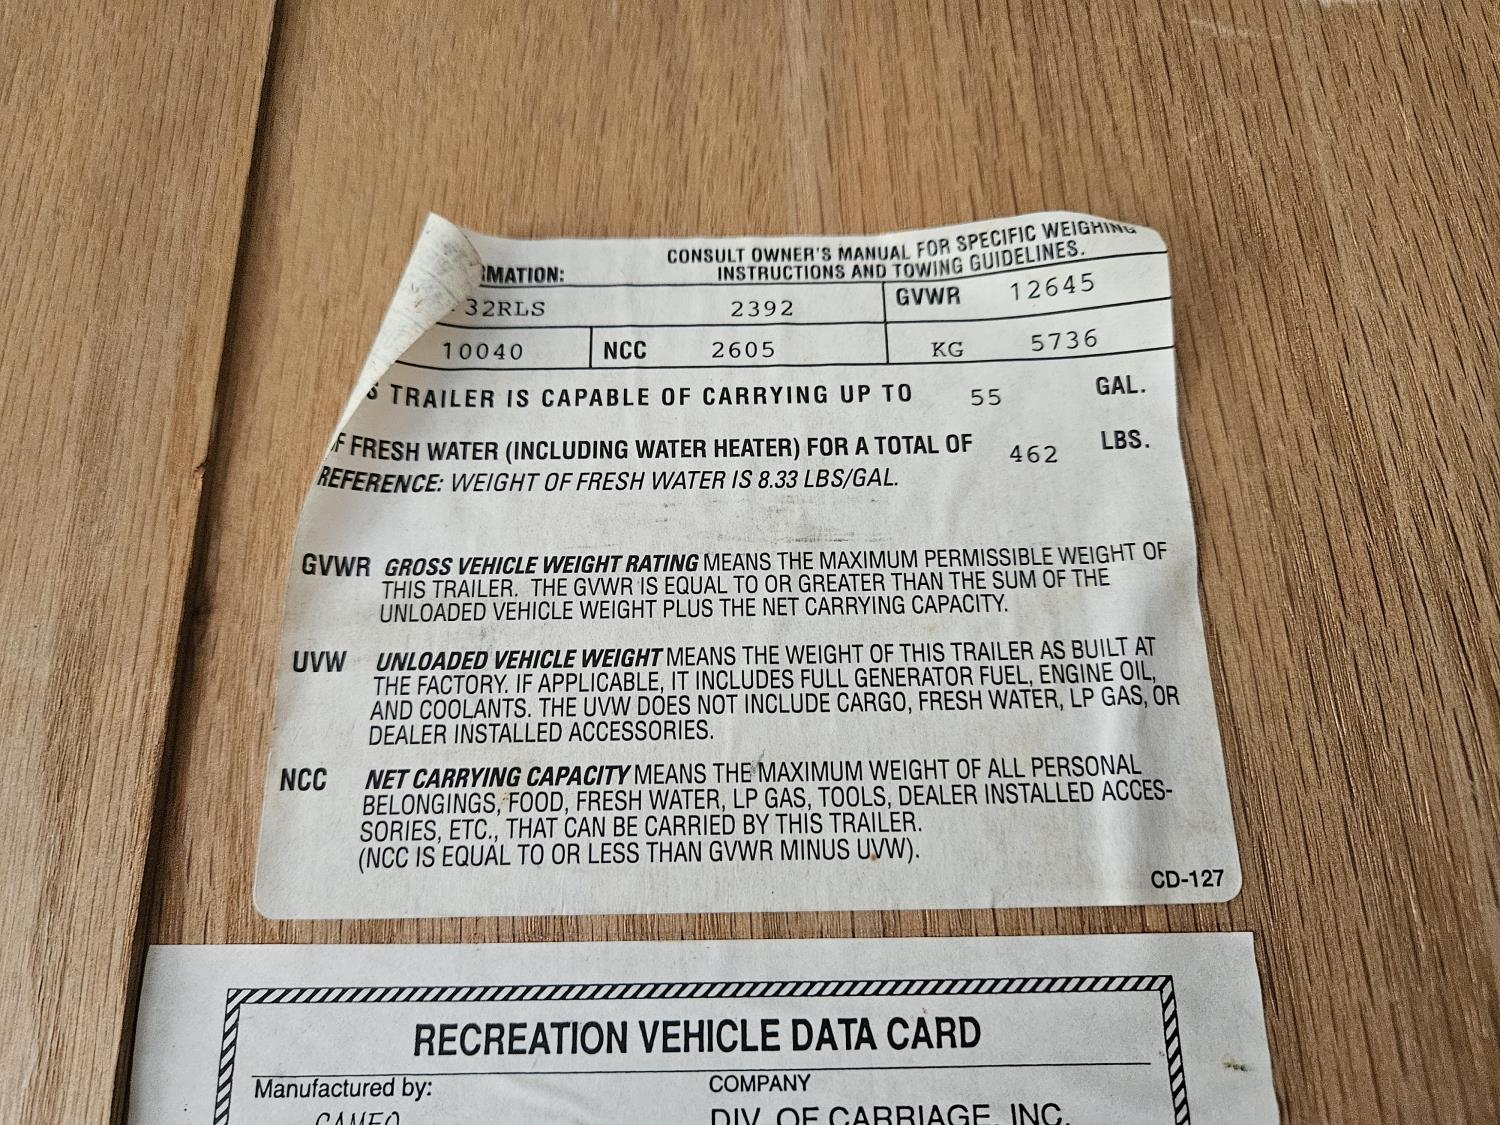 CONSULT OWNER'S MANUAL FOR SPECIFIC WEIGHING
RMATION: INSTRUCTIONS AND TOWING GUIDELINES.
32RLS 2392 GVWR 12645
10040 NCC 2605 KG 5736
S TRAILER IS CAPABLE OF CARRYING UP TO 55 GAL.
F FRESH WATER (INCLUDING WATER HEATER) FOR A TOTAL OF 462 LBS.
REFERENCE: WEIGHT OF FRESH WATER IS 8.33 LBS/GAL.
GVWR GROSS VEHICLE WEIGHT RATING MEANS THE MAXIMUM PERMISSIBLE WEIGHT OF
THIS TRAILER. THE GVWR IS EQUAL TO OR GREATER THAN THE SUM OF THE
UNLOADED VEHICLE WEIGHT PLUS THE NET CARRYING CAPACITY.
UVW UNLOADED VEHICLE WEIGHT MEANS THE WEIGHT OF THIS TRAILER AS BUILT AT
THE FACTORY. IF APPLICABLE, IT INCLUDES FULL GENERATOR FUEL, ENGINE OIL,
AND COOLANTS. THE UVW DOES NOT INCLUDE CARGO, FRESH WATER, LP GAS, OR
DEALER INSTALLED ACCESSORIES.
NCC NET CARRYING CAPACITY MEANS THE MAXIMUM WEIGHT OF ALL PERSONAL
BELONGINGS, FOOD, FRESH WATER, LP GAS, TOOLS, DEALER INSTALLED ACCES-
SORIES, ETC., THAT CAN BE CARRIED BY THIS TRAILER.
(NCC IS EQUAL TO OR LESS THAN GVWR MINUS UVW).
CD-127
RECREATION VEHICLE DATA CARD
Manufactured by: COMPANY
CAMEO DIV. OF CARRIAGE, INC.